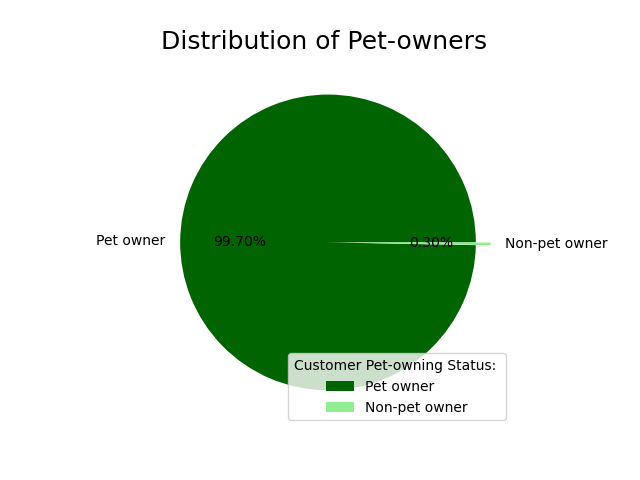 Distribution of Pet-owners
Pet owner
99.70%
0.30%
Non-pet owner
Customer Pet-owning Status:
Pet owner
Non-pet owner